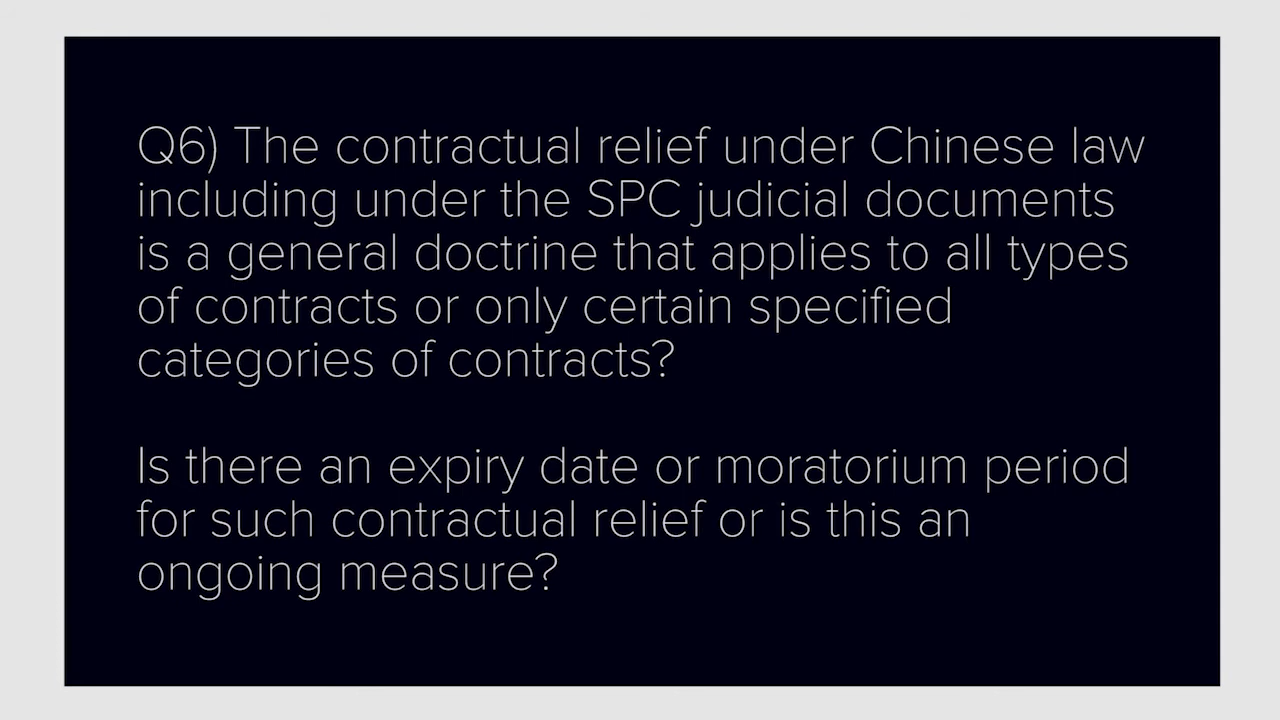 Q6) The contractual relief under Chinese law
including under the SPC judicial documents
is a general doctrine that applies to all types
of contracts or only certain specified
categories of contracts?
Is there an expiry date or moratorium period
for such contractual relief or is this an
ongoing measure?